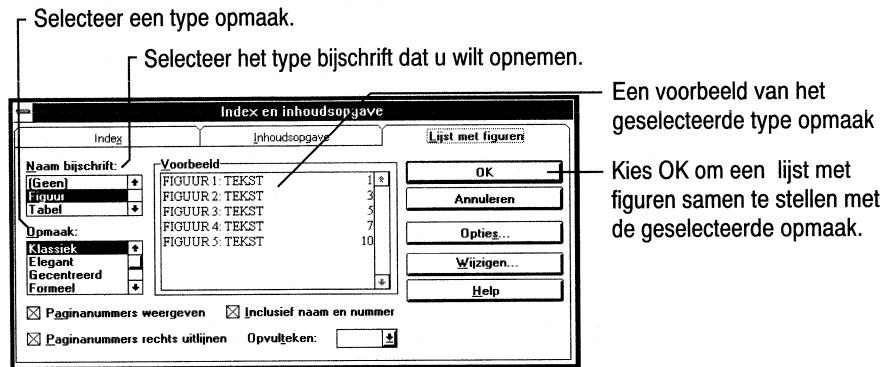 Selecteer een type opmaak.
Selecteer het type bijschrift dat u wilt opnemen.
Een voorbeeld van het
geselecteerde type opmaak
Index en inhoudsopgave
Index
Inhoudsopgave
Lijst met figuren
Naam bijschrift:
(Geen)
Figuur
Tabel
Opmaak:
Klassiek
Elegant
Gecentreerd
Formeel
Voorbeeld
FIGUUR 1: TEKST 1
FIGUUR 2: TEKST 3
FIGUUR 3: TEKST 5
FIGUUR 4: TEKST 7
FIGUUR 5: TEKST 10
OK
Annuleren
Opties...
Wijzigen...
Help
Kies OK om een lijst met
figuren samen te stellen met
de geselecteerde opmaak.
Paginanummers weergeven
Inclusief naam en nummer
Paginanummers rechts uitlijnen
Opvulteken: